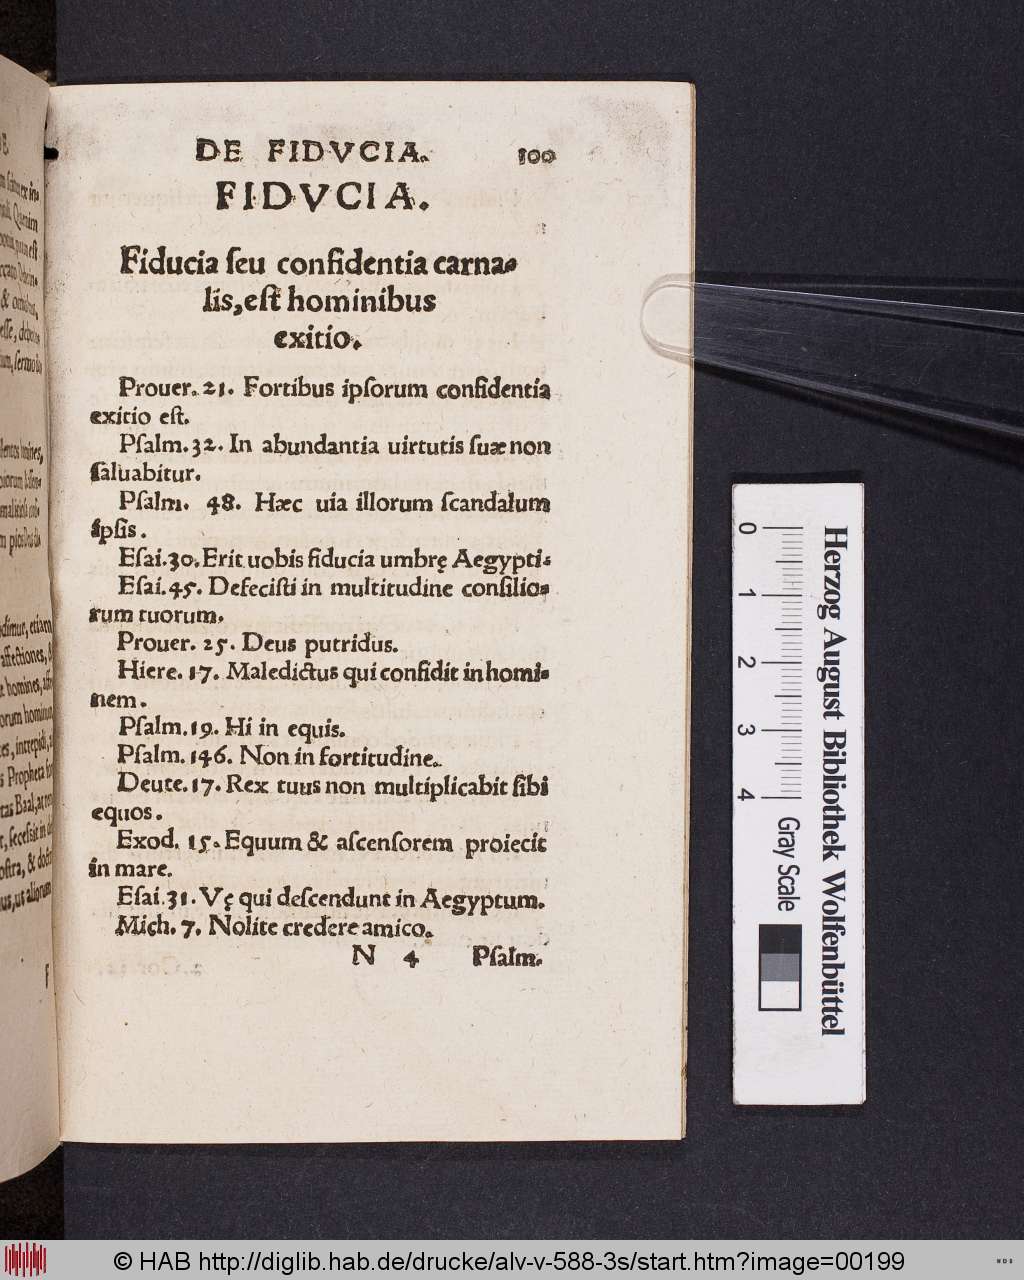 DE FIDVCIA. 100
FIDVCIA.
Fiducia ſeu confidentia carna-
lis, eſt hominibus
exitio.
Prouer. 21. Fortibus ipſorum confidentia
exitio eſt.
Pſalm. 32. In abundantia uirtutis ſuæ non
ſaluabitur.
Pſalm. 48. Hæc uia illorum ſcandalum
ipſis.
Eſai. 30. Erit uobis fiducia umbrę Aegypti-
Eſai. 45. Defeciſti in multitudine conſilio-
rum tuorum.
Prouer. 25. Deus putridus.
Hiere. 17. Maledictus qui confidit in homi-
nem.
Pſalm. 19. Hi in equis.
Pſalm. 146. Non in fortitudine.
Deute. 17. Rex tuus non multiplicabit ſibi
equos.
Exod. 15. Equum & aſcenſorem proiecit
in mare.
Eſai. 31. Vę qui deſcendunt in Aegyptum.
Mich. 7. Nolite credere amico.
N 4 Pſalm.
Herzog August Bibliothek Wolfenbüttel
0 1 2 3 4 Gray Scale
© HAB http://diglib.hab.de/drucke/alv-v-588-3s/start.htm?image=00199